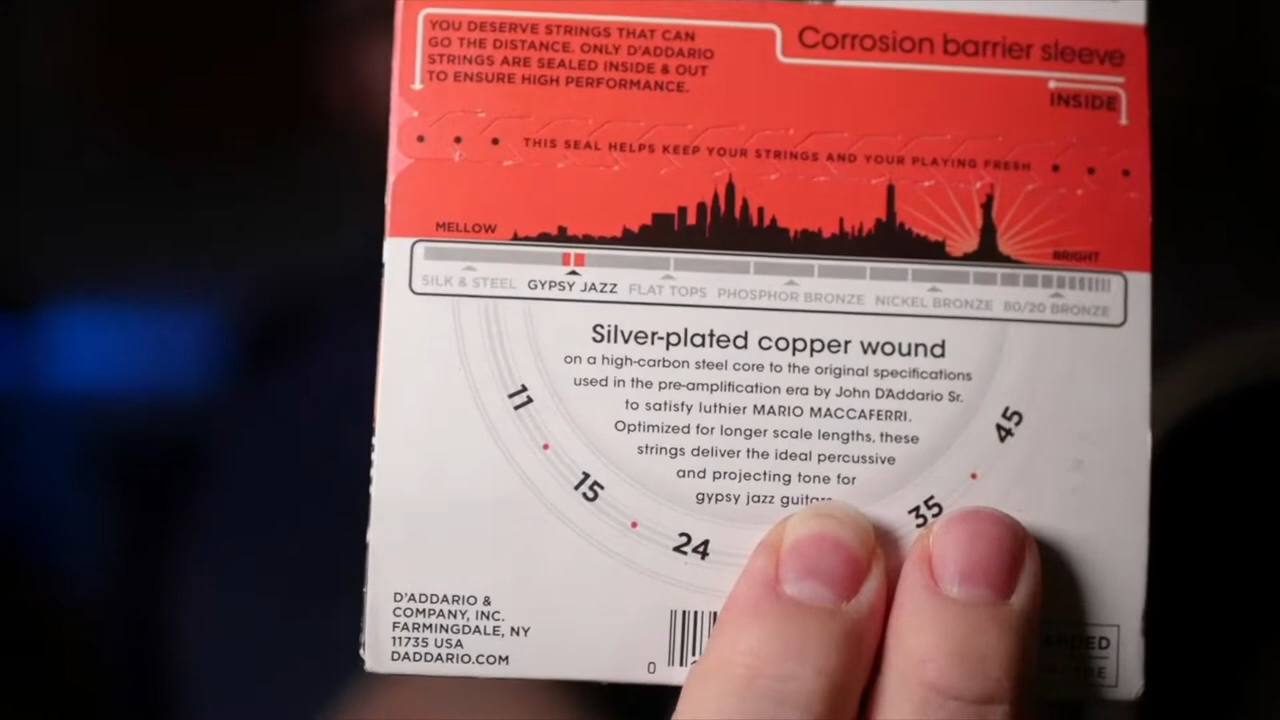 YOU DESERVE STRINGS THAT CAN
GO THE DISTANCE. ONLY D'ADDARIO
STRINGS ARE SEALED INSIDE & OUT
TO ENSURE HIGH PERFORMANCE.
Corrosion barrier sleeve
INSIDE
THIS SEAL HELPS KEEP YOUR STRINGS AND YOUR PLAYING FRESH
MELLOW
BRIGHT
SILK & STEEL GYPSY JAZZ FLAT TOPS PHOSPHOR BRONZE NICKEL BRONZE 80/20 BRONZE
Silver-plated copper wound
on a high-carbon steel core to the original specifications
used in the pre-amplification era by John D'Addario Sr.
to satisfy luthier MARIO MACCAFERRI.
Optimized for longer scale lengths, these
strings deliver the ideal percussive
and projecting tone for
gypsy jazz guitars
11 • 15 • 24
35 • 45
D'ADDARIO &
COMPANY, INC.
FARMINGDALE, NY
11735 USA
DADDARIO.COM
0